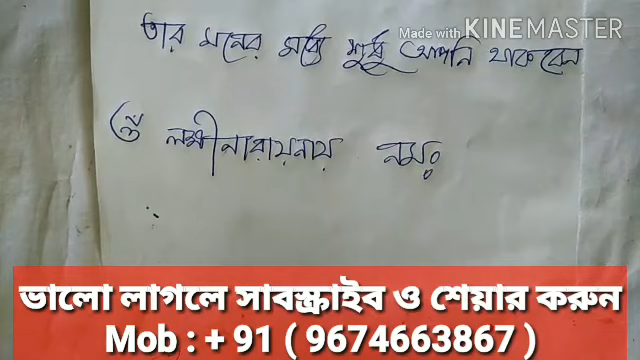 Made with KINEMASTER
তার মনের মধ্যে শুধু আপনি থাকবেন
ওঁ লক্ষীনারায়নায় নমঃ
ভালো লাগলে সাবস্ক্রাইব ও শেয়ার করুন
Mob : + 91 ( 9674663867 )